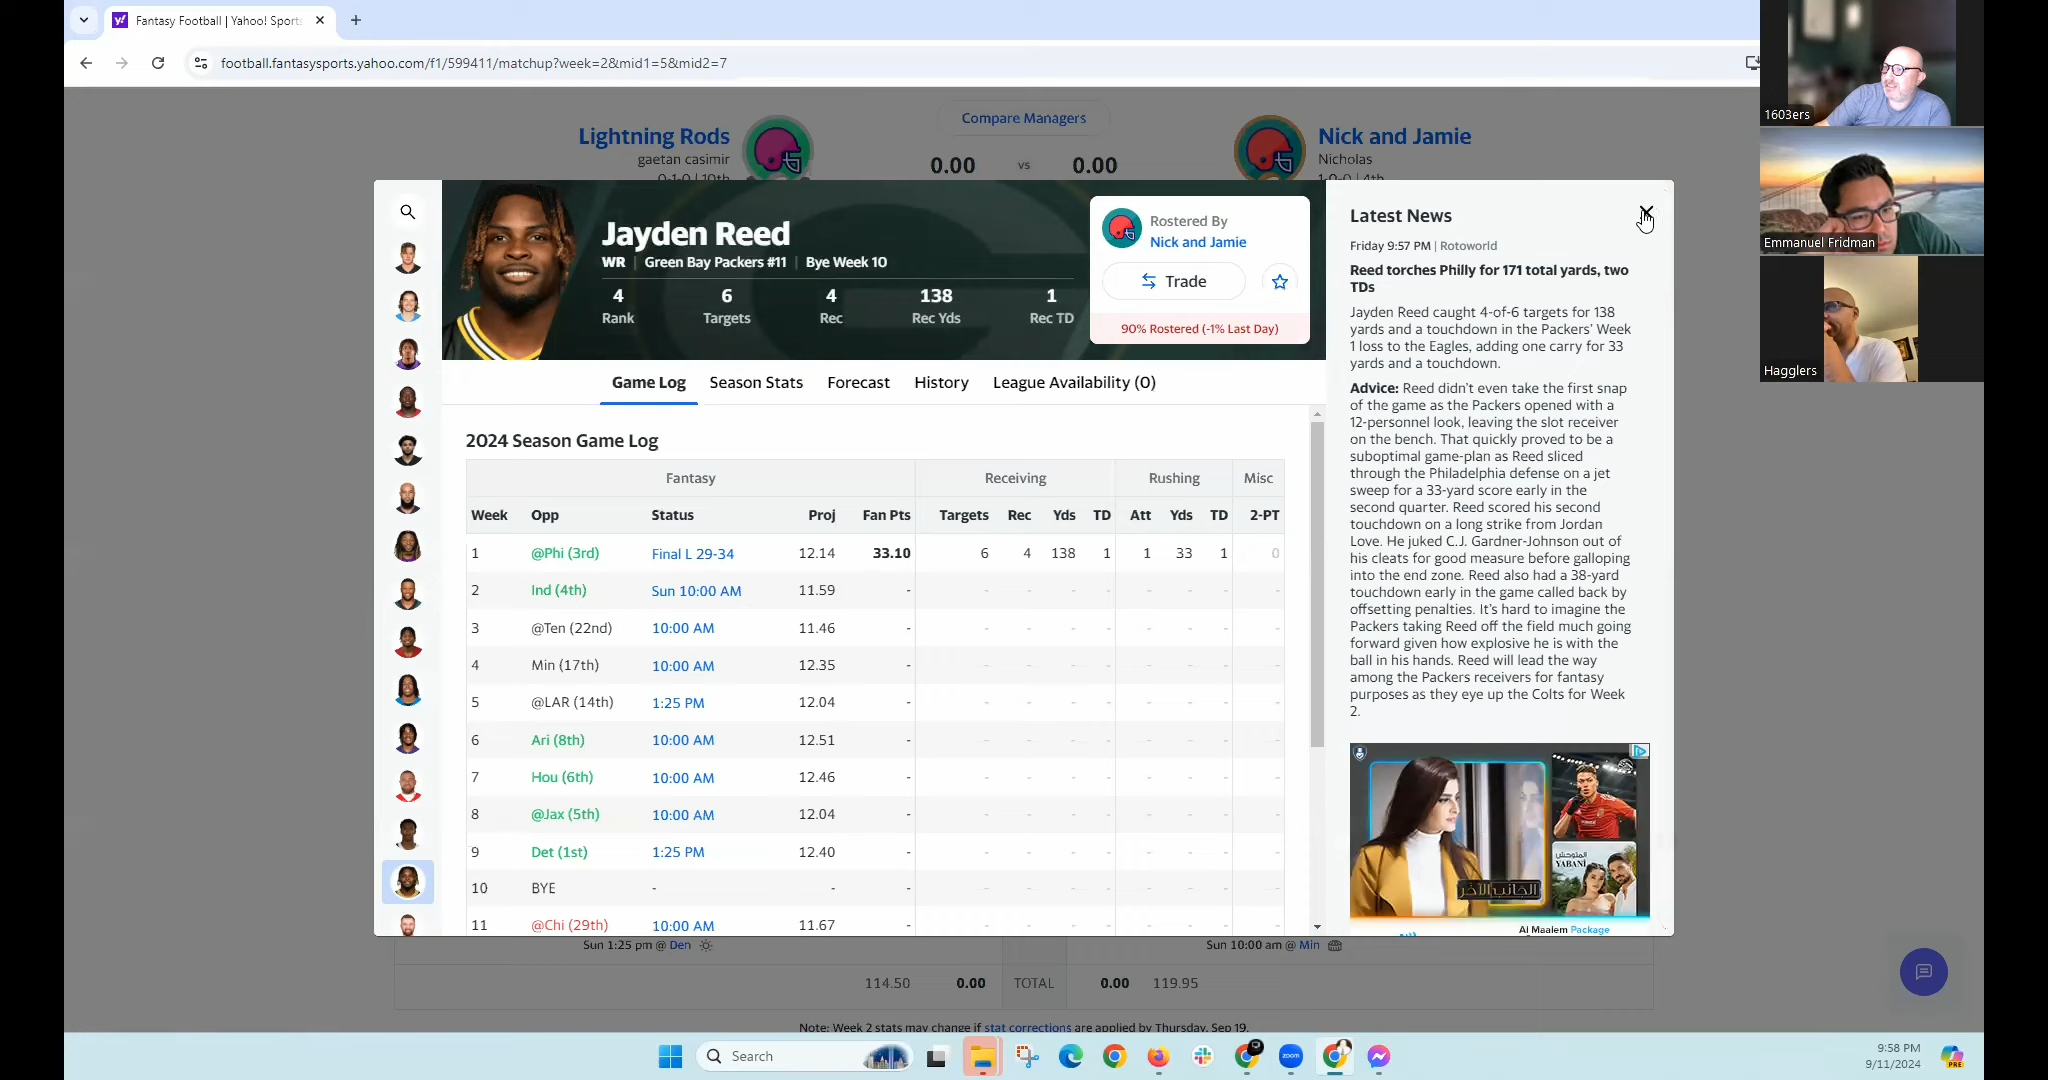 Fantasy Football | Yahoo! Sports
football.fantasysports.yahoo.com/f1/599411/matchup?week=2&mid1=5&mid2=7
Compare Managers
Lightning Rods
gaetan casimir
0-1-0 | 10th
0.00 vs 0.00
Nick and Jamie
Nicholas
1-0-0 | 4th
1603ers
Emmanuel Fridman
Hagglers
Jayden Reed
WR | Green Bay Packers #11 | Bye Week 10
4 6 4 138 1
Rank Targets Rec Rec Yds Rec TD
Rostered By
Nick and Jamie
Trade
90% Rostered (-1% Last Day)
Game Log Season Stats Forecast History League Availability (0)
2024 Season Game Log
Fantasy Receiving Rushing Misc
Week Opp Status Proj Fan Pts Targets Rec Yds TD Att Yds TD 2-PT
1 @Phi (3rd) Final L 29-34 12.14 33.10 6 4 138 1 1 33 1 0
2 Ind (4th) Sun 10:00 AM 11.59 - - - - - - - - -
3 @Ten (22nd) 10:00 AM 11.46 - - - - - - - - -
4 Min (17th) 10:00 AM 12.35 - - - - - - - - -
5 @LAR (14th) 1:25 PM 12.04 - - - - - - - - -
6 Ari (8th) 10:00 AM 12.51 - - - - - - - - -
7 Hou (6th) 10:00 AM 12.46 - - - - - - - - -
8 @Jax (5th) 10:00 AM 12.04 - - - - - - - - -
9 Det (1st) 1:25 PM 12.40 - - - - - - - - -
10 BYE - - - - - - - - - - -
11 @Chi (29th) 10:00 AM 11.67 - - - - - - - - -
Latest News
Friday 9:57 PM | Rotoworld
Reed torches Philly for 171 total yards, two
TDs
Jayden Reed caught 4-of-6 targets for 138
yards and a touchdown in the Packers' Week
1 loss to the Eagles, adding one carry for 33
yards and a touchdown.
Advice: Reed didn't even take the first snap
of the game as the Packers opened with a
12-personnel look, leaving the slot receiver
on the bench. That quickly proved to be a
suboptimal game-plan as Reed sliced
through the Philadelphia defense on a jet
sweep for a 33-yard score early in the
second quarter. Reed scored his second
touchdown on a long strike from Jordan
Love. He juked C.J. Gardner-Johnson out of
his cleats for good measure before galloping
into the end zone. Reed also had a 38-yard
touchdown early in the game called back by
offsetting penalties. It's hard to imagine the
Packers taking Reed off the field much going
forward given how explosive he is with the
ball in his hands. Reed will lead the way
among the Packers receivers for fantasy
purposes as they eye up the Colts for Week
2.
المتوحش
YABANİ
الجانب الآخر
Al Maalem Package
Sun 1:25 pm @ Den
Sun 10:00 am @ Min
114.50 0.00 TOTAL 0.00 119.95
Note: Week 2 stats may change if stat corrections are applied by Thursday, Sep 19.
Search
zoom
PRE
9:58 PM
9/11/2024